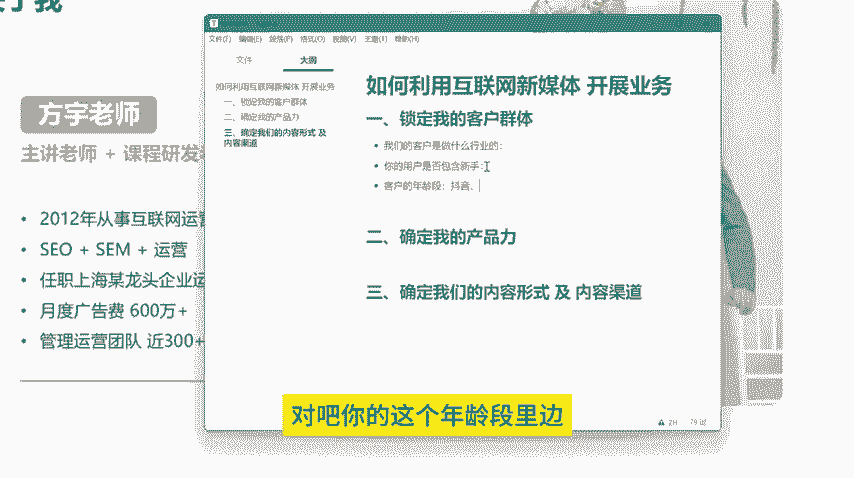 于我
方宇老师
主讲老师 + 课程研发
• 2012年从事互联网运营
• SEO + SEM + 运营
• 任职上海某龙头企业运
• 月度广告费 600万+
• 管理运营团队 近300+
T
文件(F) 编辑(E) 段落(P) 格式(O) 视图(V) 主题(T) 帮助(H)
文件 大纲
如何利用互联网新媒体 开展业务
一、锁定我的客户群体
二、确定我的产品力
三、确定我们的内容形式 及
内容渠道
如何利用互联网新媒体 开展业务
一、锁定我的客户群体
• 我们的客户是做什么行业的：
• 你的用户是否包含新手：
• 客户的年龄段：抖音、
二、确定我的产品力
三、确定我们的内容形式 及 内容渠道
ZH 79 词
对吧你的这个年龄段里边